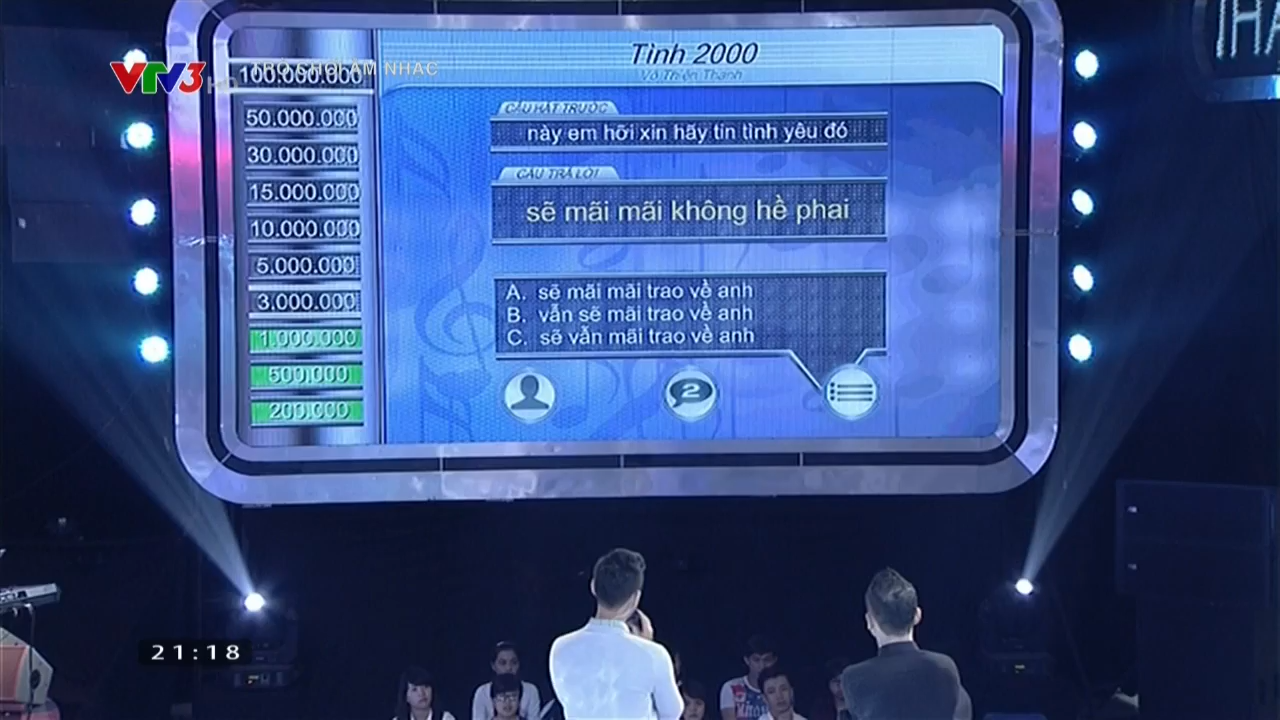 VTV3
HD
TRÒ CHƠI ÂM NHẠC
Tình 2000
Võ Thiện Thanh
100.000.000
50.000.000
30.000.000
15.000.000
10.000.000
5.000.000
3.000.000
1.000.000
500.000
200.000
CÂU HÁT TRƯỚC
này em hỡi xin hãy tin tình yêu đó
CÂU TRẢ LỜI
sẽ mãi mãi không hề phai
A. sẽ mãi mãi trao về anh
B. vẫn sẽ mãi trao về anh
C. sẽ vẫn mãi trao về anh
2
21:18